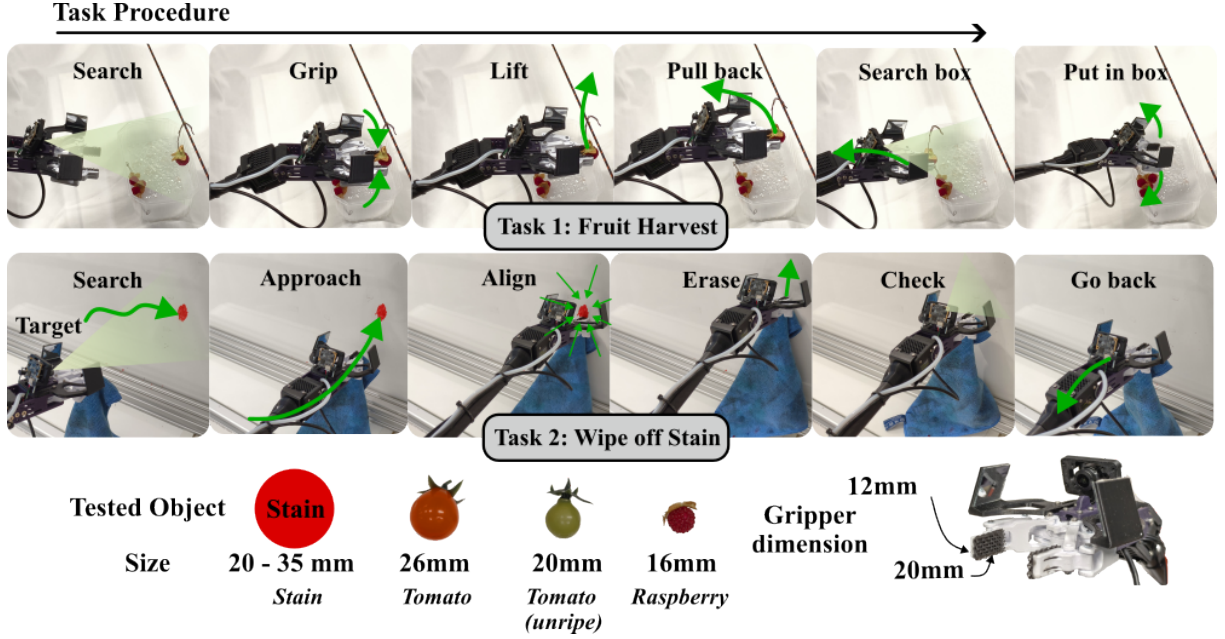 Task Procedure
Search
Grip
Lift
Pull back
Search box
Put in box
Task 1: Fruit Harvest
Search
Approach
Align
Erase
Check
Go back
Target
Task 2: Wipe off Stain
Tested Object
Stain
Size
20 - 35 mm
26mm
20mm
16mm
Stain
Tomato
Tomato
(unripe)
Raspberry
Gripper
dimension
12mm
20mm